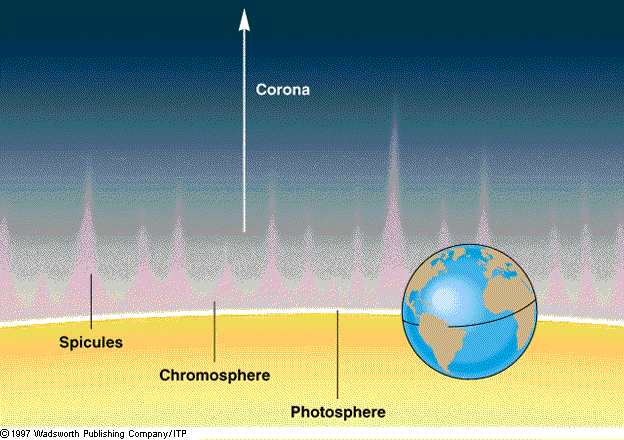 Corona
Spicules
Chromosphere
Photosphere
© 1997 Wadsworth Publishing Company/ITP